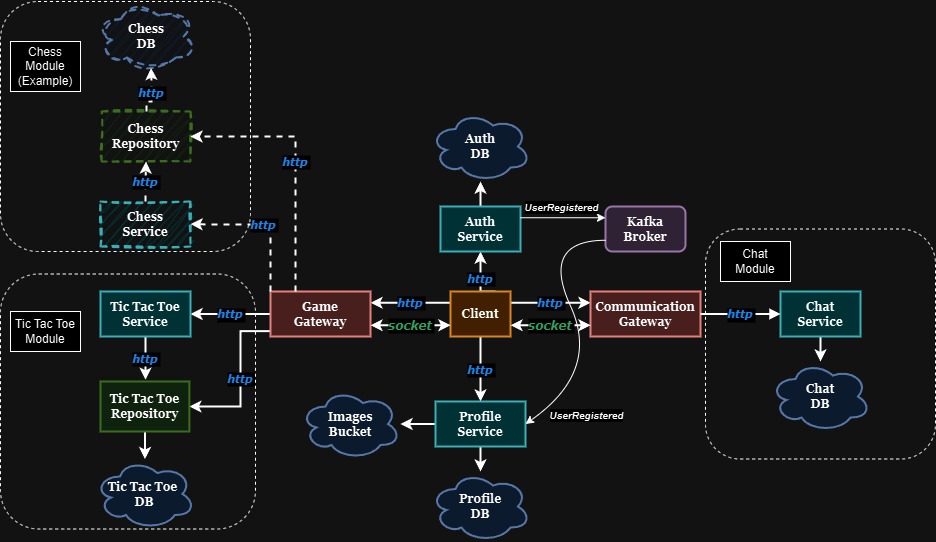 Chess
DB
Chess
Module
(Example)
http
Chess
Repository
http
http
Chess
Service
http
Auth
DB
Auth
Service
UserRegistered
Kafka
Broker
http
Chat
Module
Tic Tac Toe
Module
Tic Tac Toe
Service
http
Game
Gateway
http
socket
Client
http
socket
Communication
Gateway
http
Chat
Service
http
http
http
Tic Tac Toe
Repository
Images
Bucket
Profile
Service
UserRegistered
Chat
DB
Tic Tac Toe
DB
Profile
DB